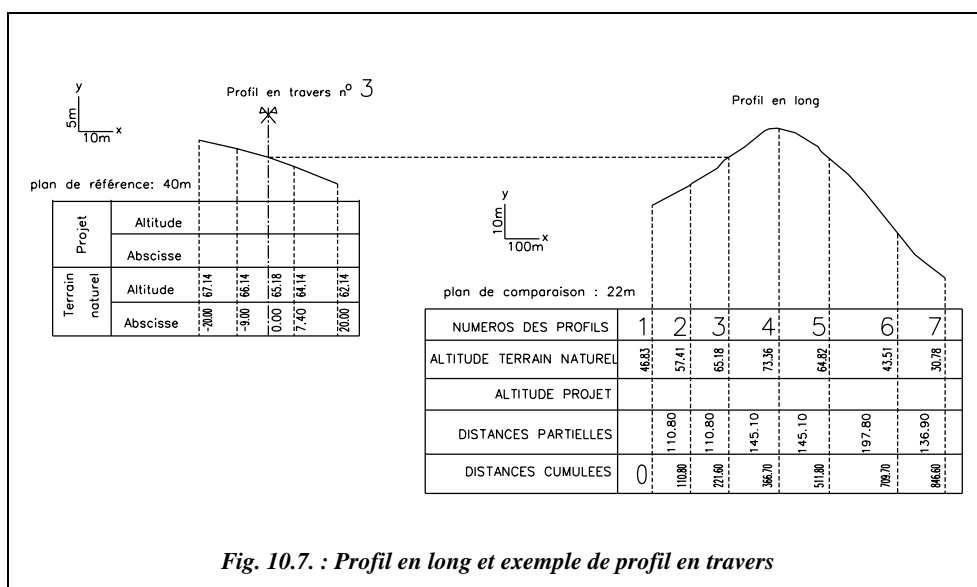 Profil en travers n° 3
y
5m
10m x
plan de référence: 40m
Projet
Altitude
Abscisse
Terrain naturel
Altitude 67.14 66.14 65.18 64.14 62.14
Abscisse -20.00 -9.00 0.00 7.40 20.00
Profil en long
y
10m
100m x
plan de comparaison : 22m
NUMEROS DES PROFILS 1 2 3 4 5 6 7
ALTITUDE TERRAIN NATUREL 46.83 57.41 65.18 73.36 64.82 43.51 30.78
ALTITUDE PROJET
DISTANCES PARTIELLES 110.80 110.80 145.10 145.10 197.80 136.90
DISTANCES CUMULEES 0 110.80 221.60 366.70 511.80 709.70 846.60
Fig. 10.7. : Profil en long et exemple de profil en travers